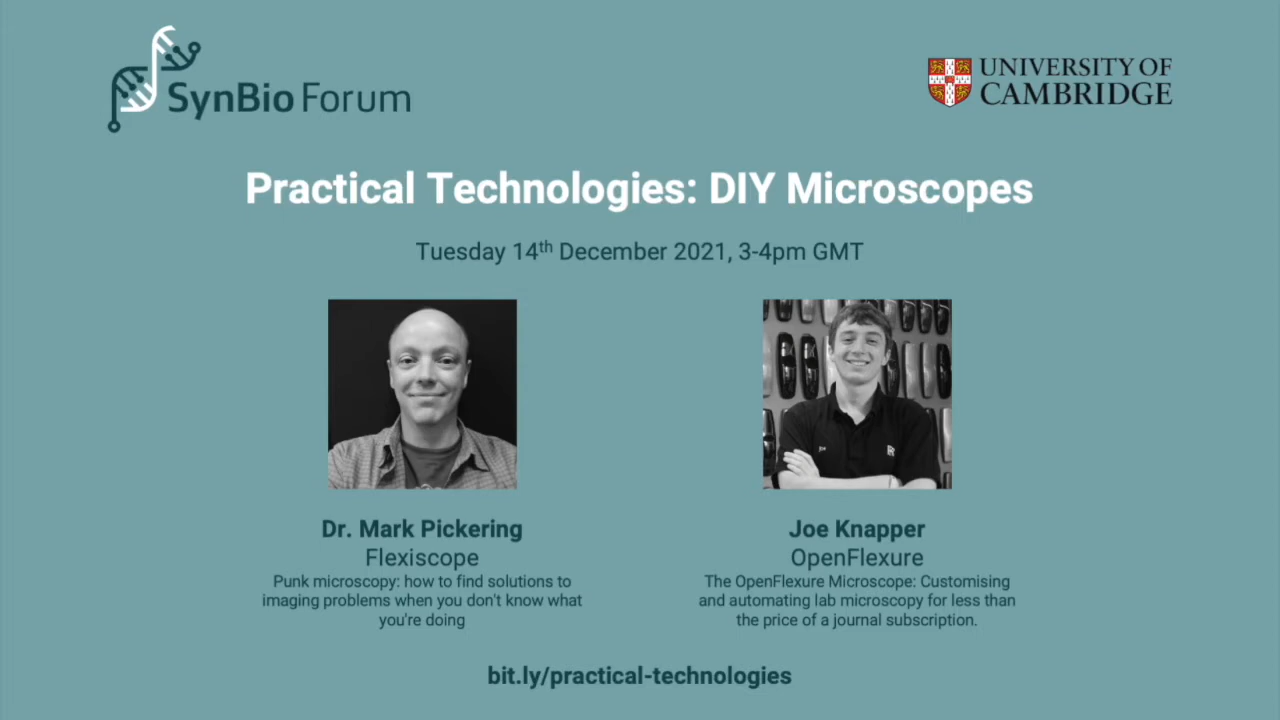 SynBio Forum
UNIVERSITY OF
CAMBRIDGE
Practical Technologies: DIY Microscopes
Tuesday 14th December 2021, 3-4pm GMT
Dr. Mark Pickering
Flexiscope
Punk microscopy: how to find solutions to
imaging problems when you don't know what
you're doing
Joe Knapper
OpenFlexure
The OpenFlexure Microscope: Customising
and automating lab microscopy for less than
the price of a journal subscription.
bit.ly/practical-technologies